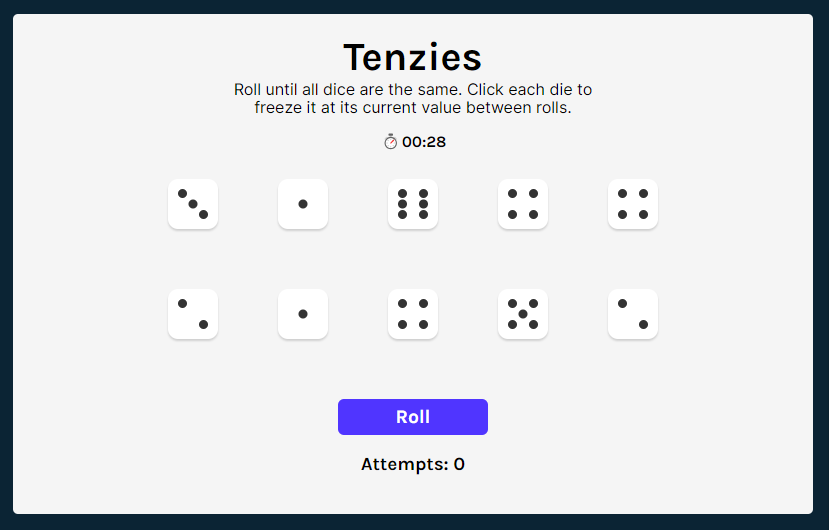 Tenzies
Roll until all dice are the same. Click each die to
freeze it at its current value between rolls.
⏱ 00:28
Roll
Attempts: 0